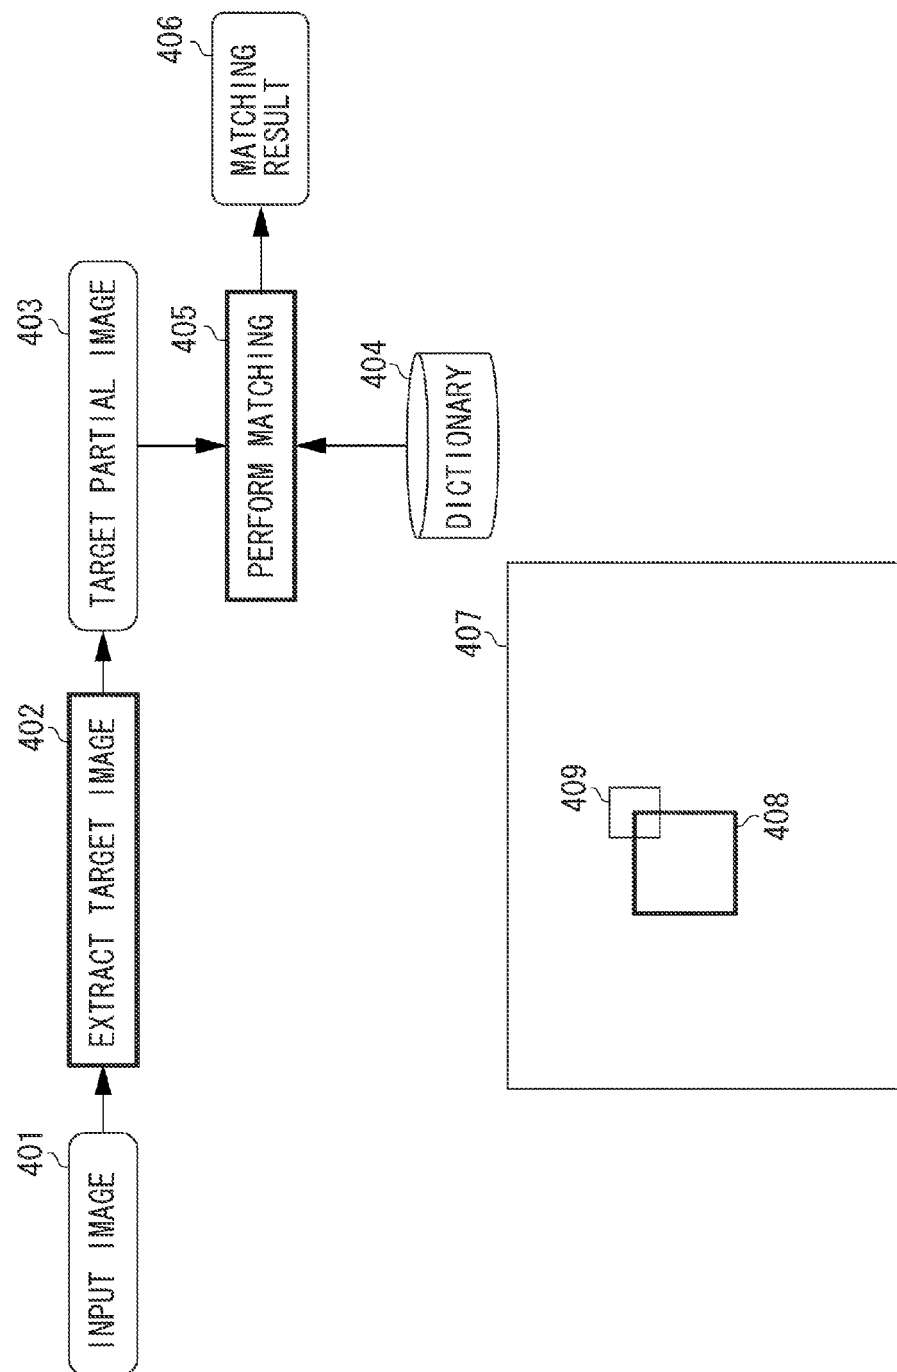 401
INPUT IMAGE
402
EXTRACT TARGET IMAGE
403
TARGET PARTIAL IMAGE
405
PERFORM MATCHING
406
MATCHING
RESULT
404
DICTIONARY
407
409
408